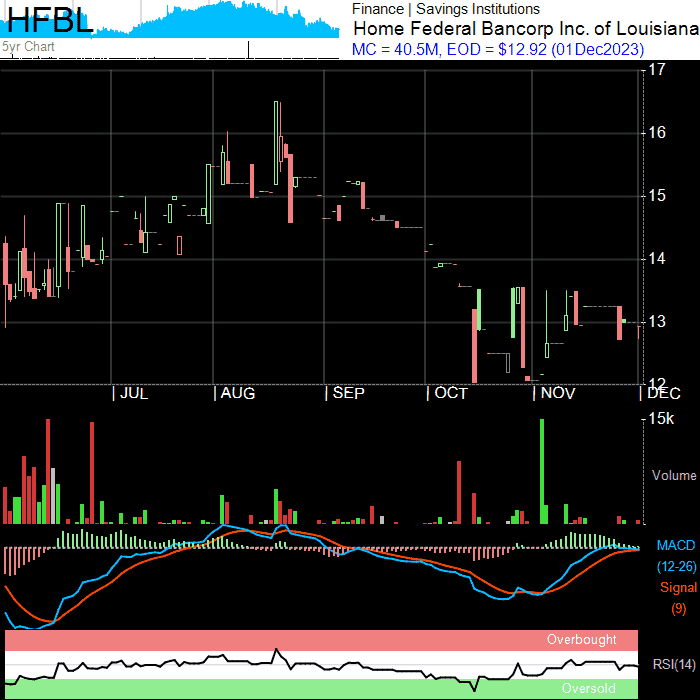 HFBL
5yr Chart
Finance | Savings Institutions
Home Federal Bancorp Inc. of Louisiana
MC = 40.5M, EOD = $12.92 (01Dec2023)
17
16
15
14
13
12
JUL AUG SEP OCT NOV DEC
15k
Volume
MACD
(12-26)
Signal
(9)
Overbought
RSI(14)
Oversold